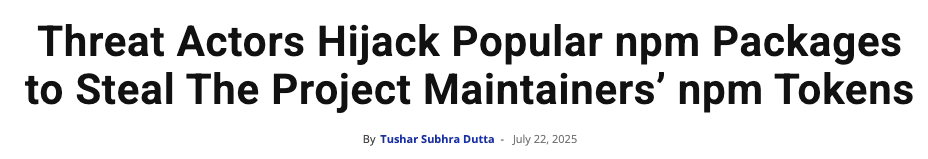 Threat Actors Hijack Popular npm Packages
to Steal The Project Maintainers’ npm Tokens
By Tushar Subhra Dutta - July 22, 2025